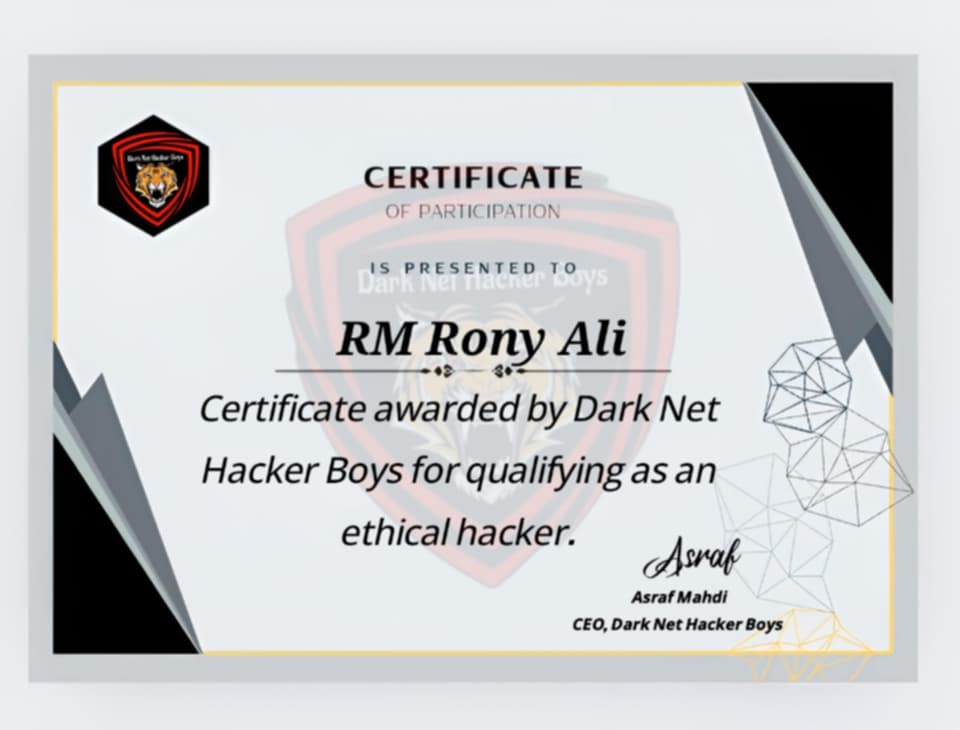 Dark Net Hacker Boys
CERTIFICATE
OF PARTICIPATION
IS PRESENTED TO
Dark Net Hacker Boys
RM Rony Ali
Certificate awarded by Dark Net
Hacker Boys for qualifying as an
ethical hacker.
Asraf
Asraf Mahdi
CEO, Dark Net Hacker Boys